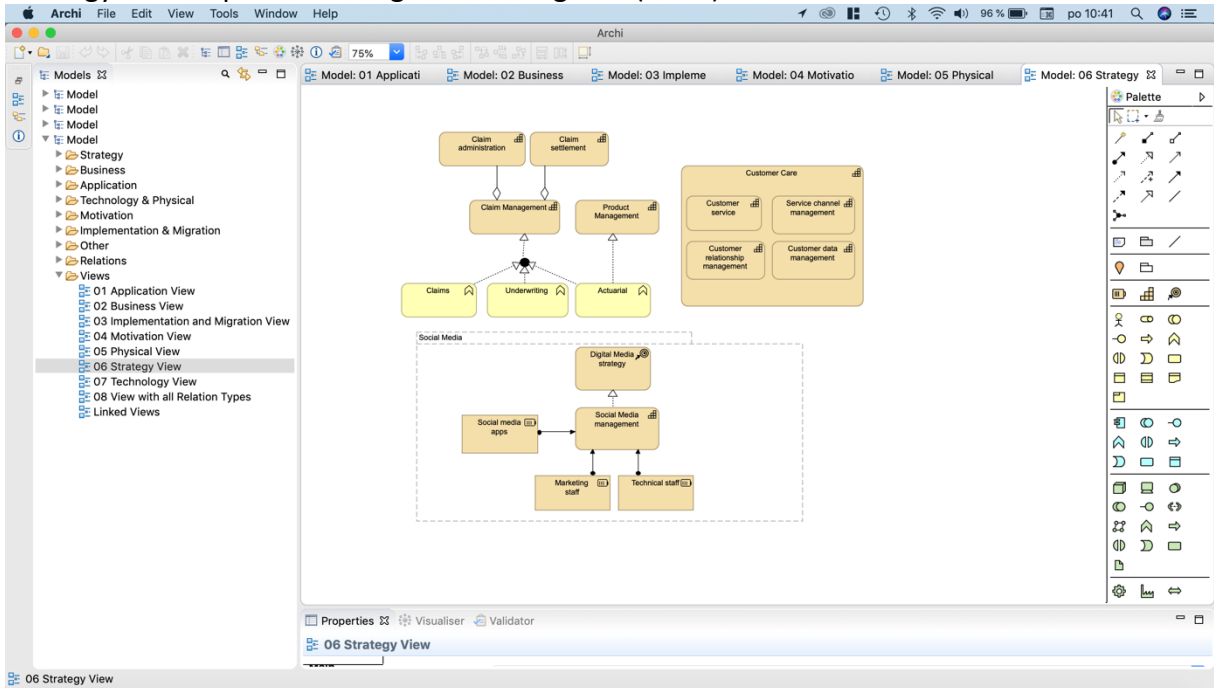 Archi File Edit View Tools Window Help 96 % po 10:41
Archi
75%
Models
Model: 01 Applicati Model: 02 Business Model: 03 Impleme Model: 04 Motivatio Model: 05 Physical Model: 06 Strategy
Model
Model
Model
Model
Strategy
Business
Application
Technology & Physical
Motivation
Implementation & Migration
Other
Relations
Views
01 Application View
02 Business View
03 Implementation and Migration View
04 Motivation View
05 Physical View
06 Strategy View
07 Technology View
08 View with all Relation Types
Linked Views
Claim
administration
Claim
settlement
Claim Management
Product
Management
Claims
Underwriting
Actuarial
Customer Care
Customer
service
Service channel
management
Customer
relationship
management
Customer data
management
Social Media
Digital Media
strategy
Social Media
management
Social media
apps
Marketing
staff
Technical staff
Palette
Properties Visualiser Validator
06 Strategy View
06 Strategy View